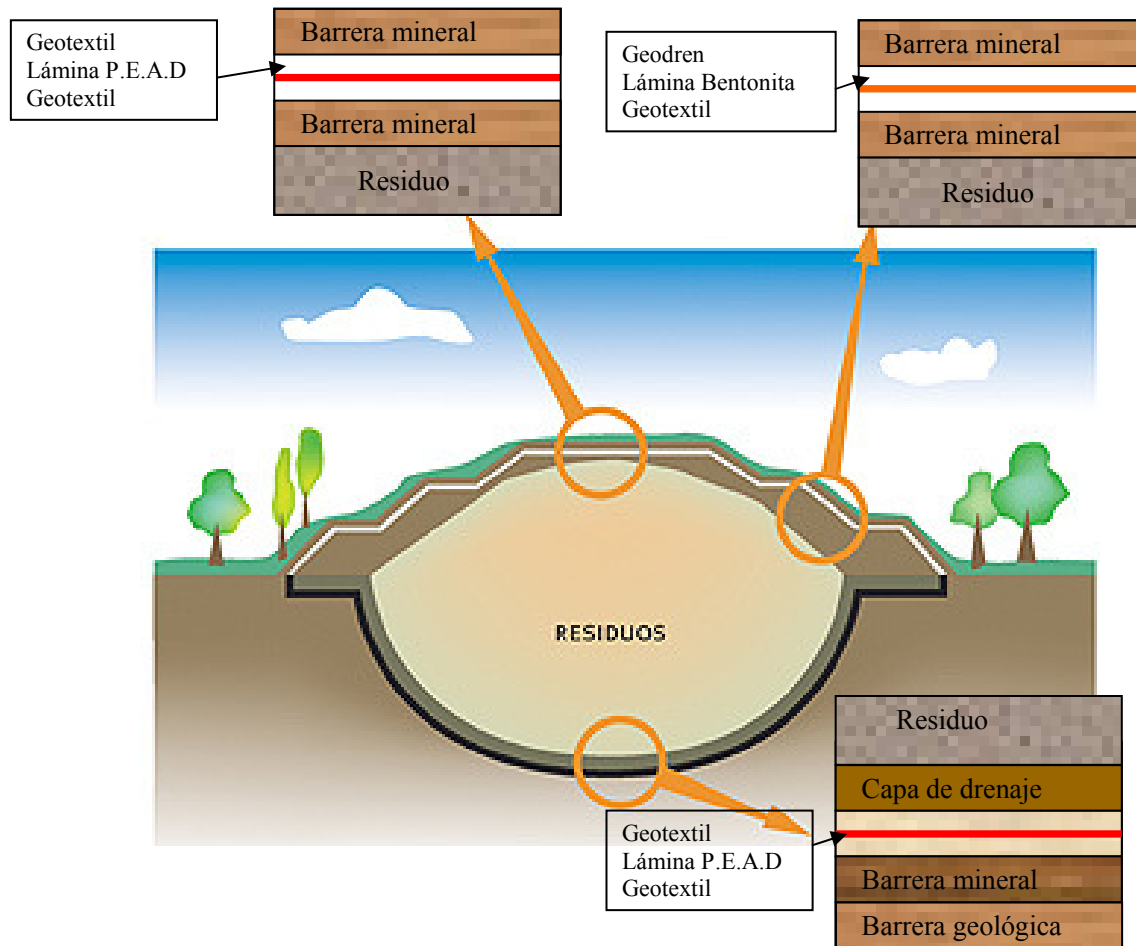 Geotextil
Lámina P.E.A.D
Geotextil
Barrera mineral
Barrera mineral
Residuo
Geodren
Lámina Bentonita
Geotextil
Barrera mineral
Barrera mineral
Residuo
RESIDUOS
Geotextil
Lámina P.E.A.D
Geotextil
Residuo
Capa de drenaje
Barrera mineral
Barrera geológica